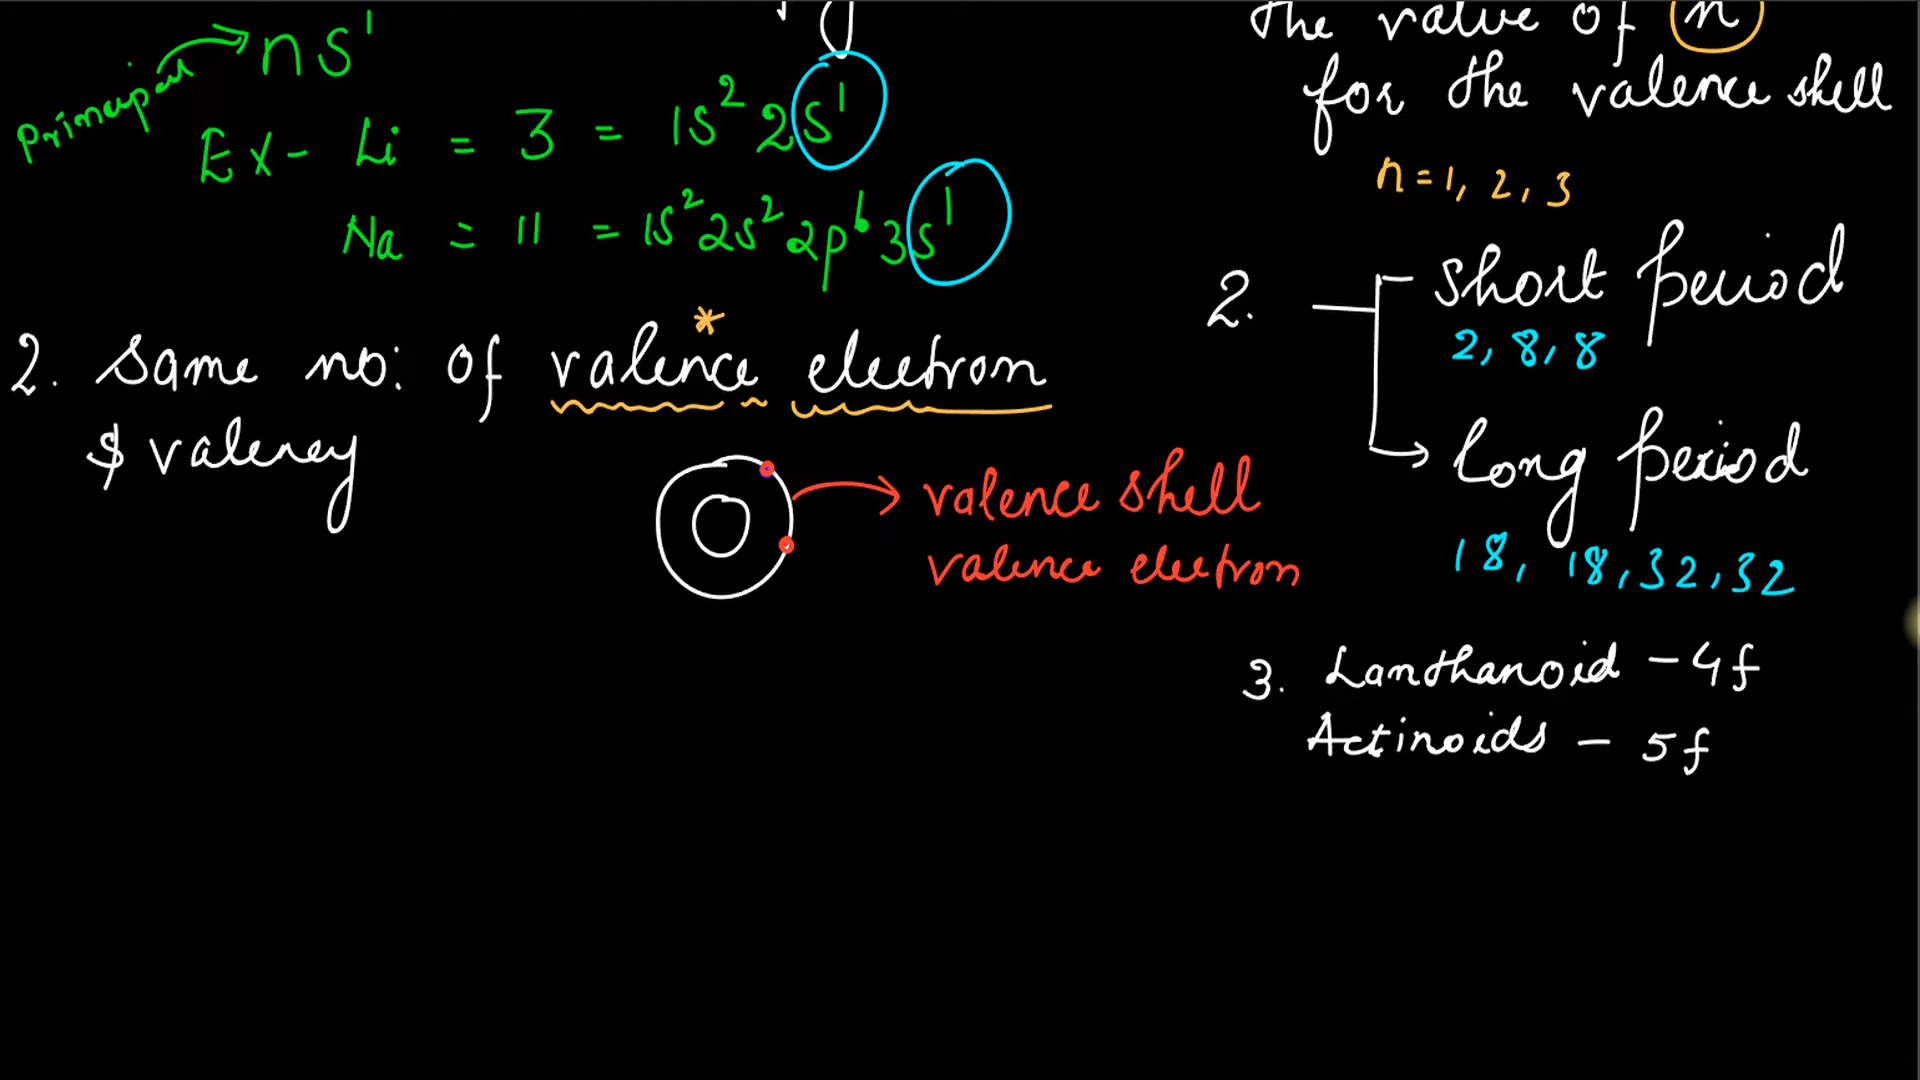 ns¹
Principal
Ex- Li = 3 = 1s² 2s¹
Na = 11 = 1s² 2s² 2p⁶ 3s¹
2. Same no: of valence electron
*
& valency
valence shell
valence electron
the value of n
for the valence shell
n=1, 2, 3
2. short period
2, 8, 8
long period
18, 18, 32, 32
3. Lanthanoid - 4f
Actinoids - 5f